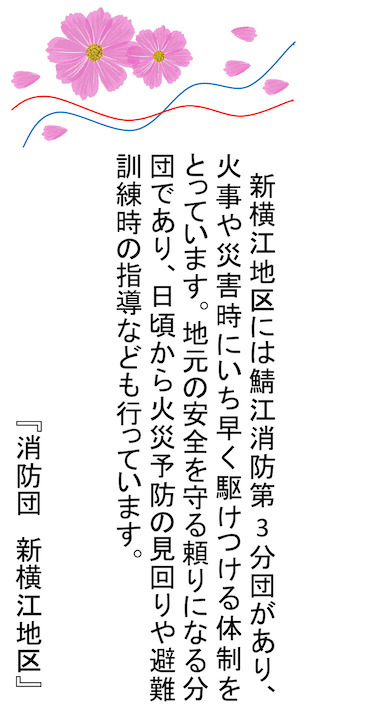 新横江地区には鯖江消防第3分団があり、
火事や災害時にいち早く駆けつける体制を
とっています。地元の安全を守る頼りになる分
団であり、日頃から火災予防の見回りや避難
訓練時の指導なども行っています。
『消防団　新横江地区』